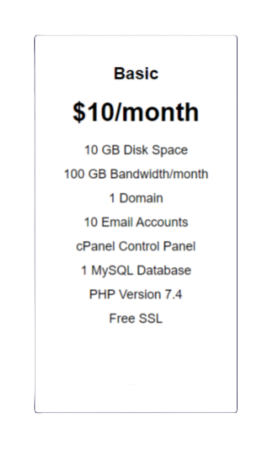 Basic
$10/month
10 GB Disk Space
100 GB Bandwidth/month
1 Domain
10 Email Accounts
cPanel Control Panel
1 MySQL Database
PHP Version 7.4
Free SSL